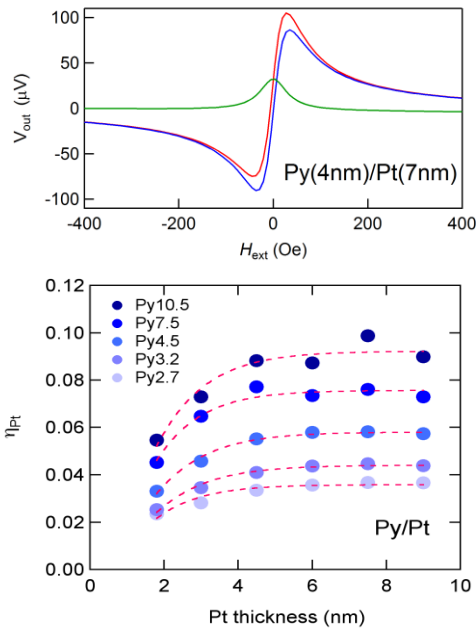 100
50
0
-50
-100
V_out (μV)
Py(4nm)/Pt(7nm)
-400 -200 0 200 400
H_ext (Oe)
0.12
0.10
0.08
0.06
0.04
0.02
0.00
η_Pt
Py10.5
Py7.5
Py4.5
Py3.2
Py2.7
Py/Pt
0 2 4 6 8 10
Pt thickness (nm)